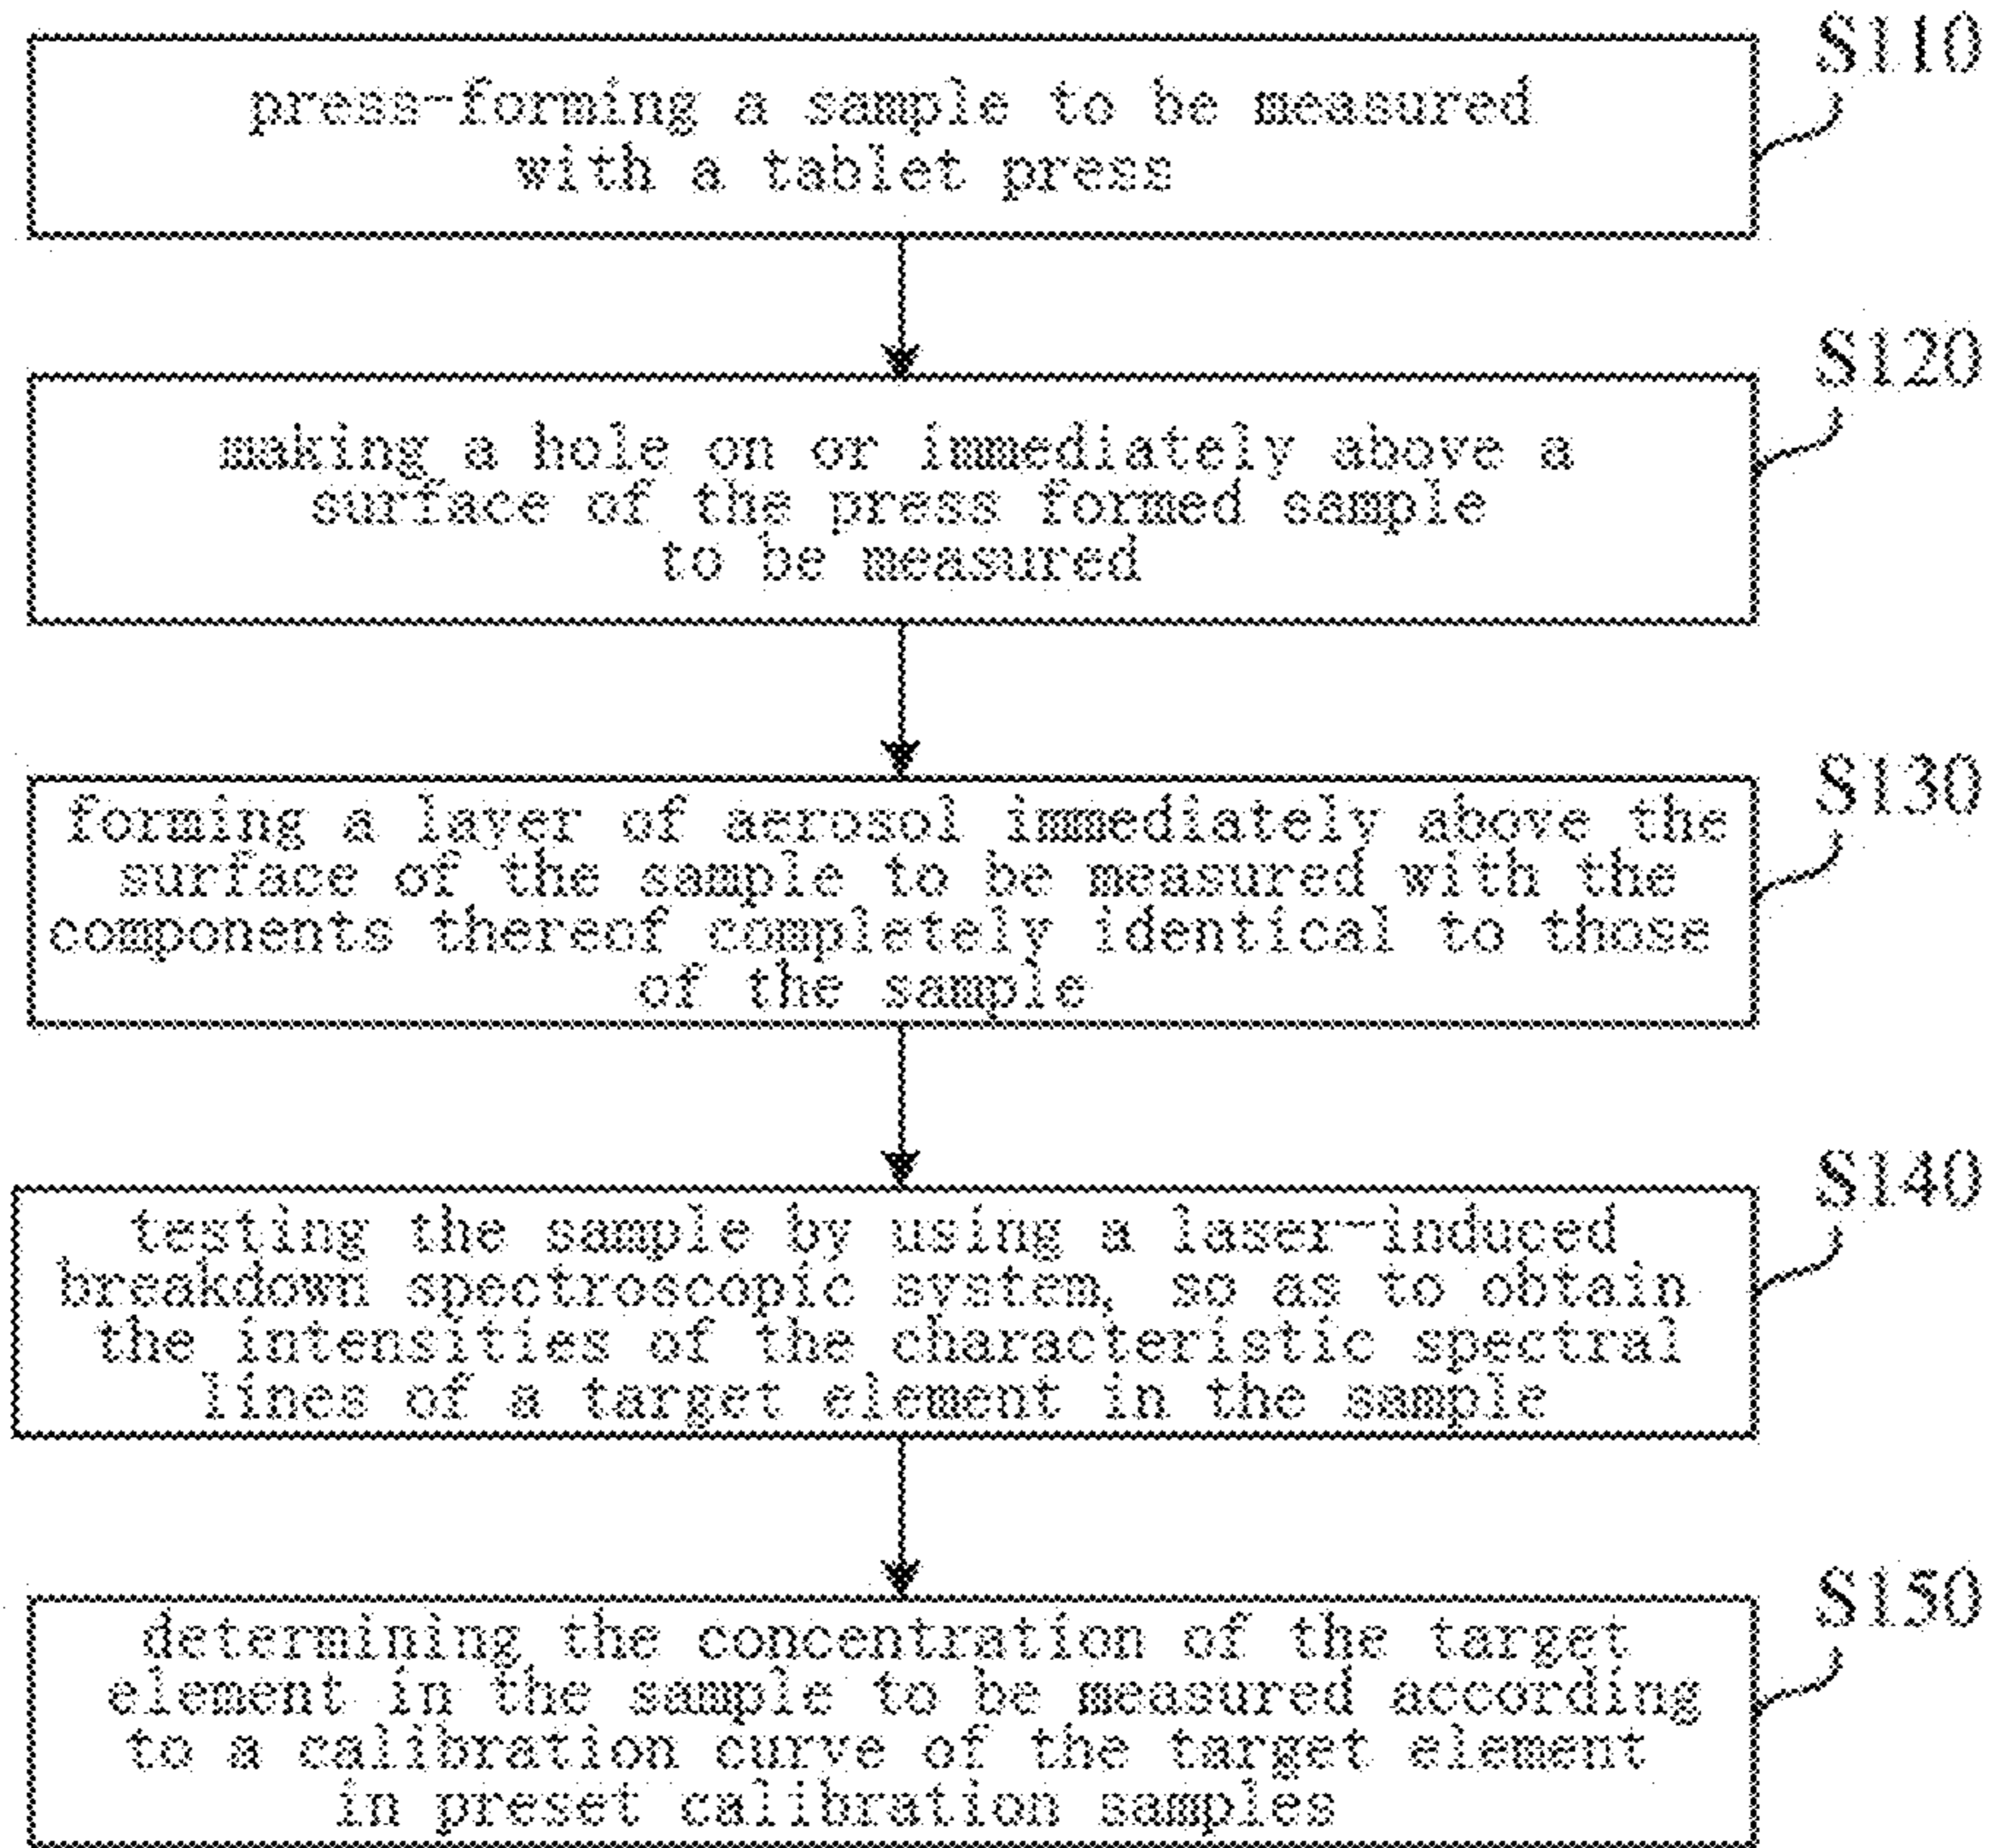 S110
press-forming a sample to be measured
with a tablet press
S120
making a hole on or immediately above a
surface of the press formed sample
to be measured
S130
forming a layer of aerosol immediately above the
surface of the sample to be measured with the
components thereof completely identical to those
of the sample
S140
testing the sample by using a laser-induced
breakdown spectroscopic system, so as to obtain
the intensities of the characteristic spectral
lines of a target element in the sample
S150
determining the concentration of the target
element in the sample to be measured according
to a calibration curve of the target element
in preset calibration samples